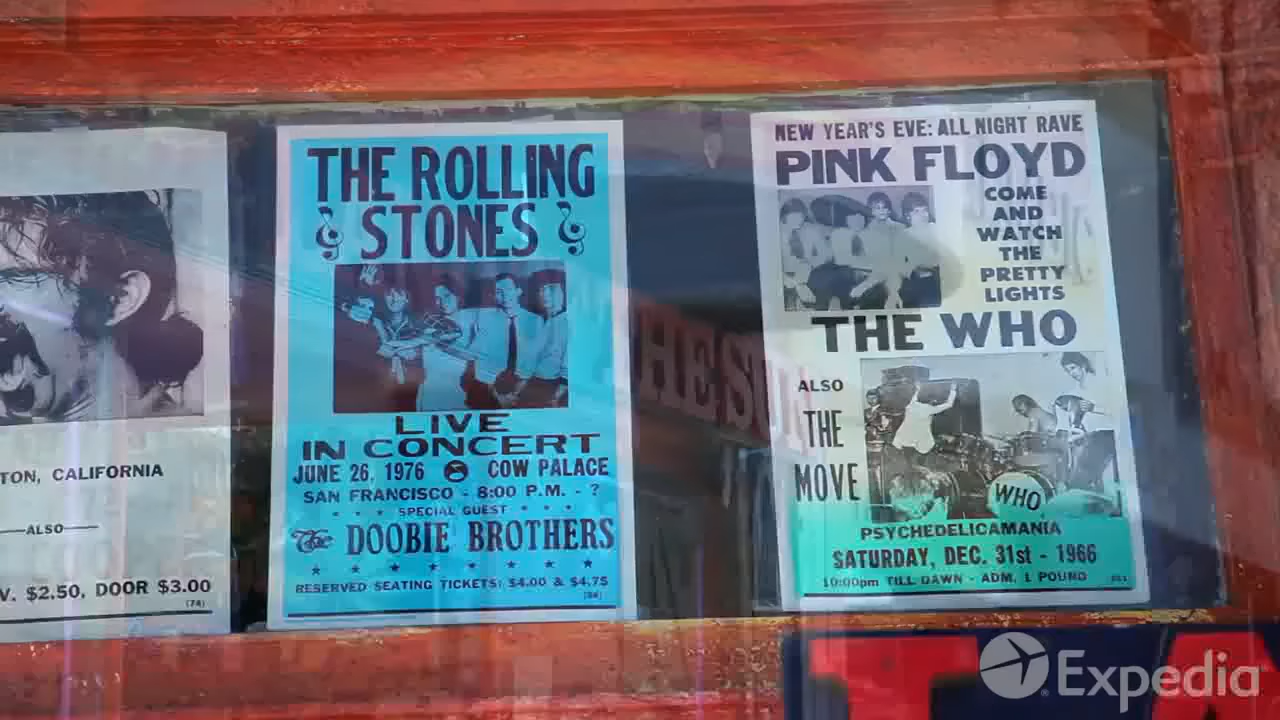 TON, CALIFORNIA
ALSO
V. $2.50, DOOR $3.00
(74)
THE ROLLING
STONES
LIVE
IN CONCERT
JUNE 26, 1976 COW PALACE
SAN FRANCISCO - 8:00 P.M. - ?
SPECIAL GUEST
The DOOBIE BROTHERS
RESERVED SEATING TICKETS: $4.00 & $4.75
NEW YEAR'S EVE: ALL NIGHT RAVE
PINK FLOYD
COME
AND
WATCH
THE
PRETTY
LIGHTS
THE WHO
ALSO
THE
MOVE
WHO
PSYCHEDELICAMANIA
SATURDAY, DEC. 31st - 1966
10:00pm TILL DAWN - ADM. 1 POUND
HE SUN
Expedia